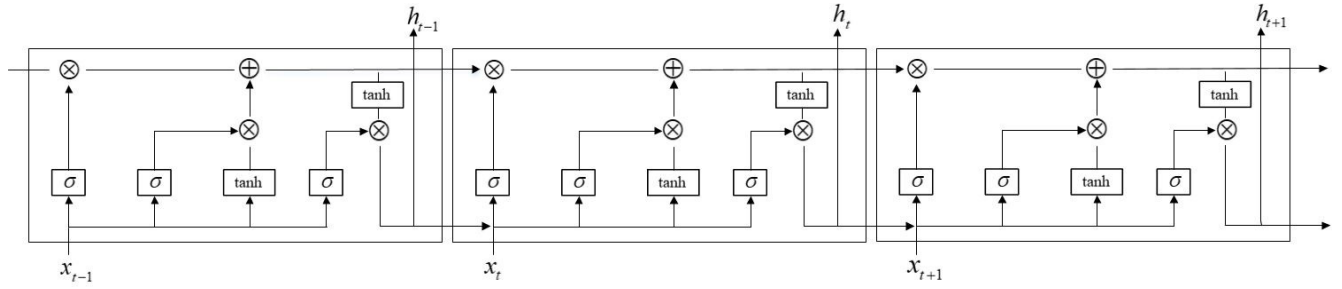 h_{t-1} h_t h_{t+1}
⊗ ⊕ ⊗ ⊕ ⊗ ⊕
tanh tanh tanh
⊗ ⊗ ⊗ ⊗ ⊗ ⊗
σ σ tanh σ σ σ tanh σ σ σ tanh σ
x_{t-1} x_t x_{t+1}